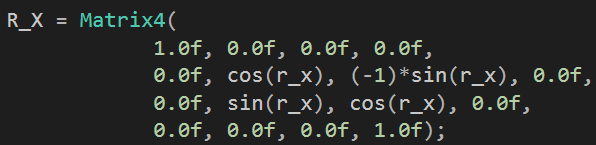 R_X = Matrix4(
1.0f, 0.0f, 0.0f, 0.0f,
0.0f, cos(r_x), (-1)*sin(r_x), 0.0f,
0.0f, sin(r_x), cos(r_x), 0.0f,
0.0f, 0.0f, 0.0f, 1.0f);